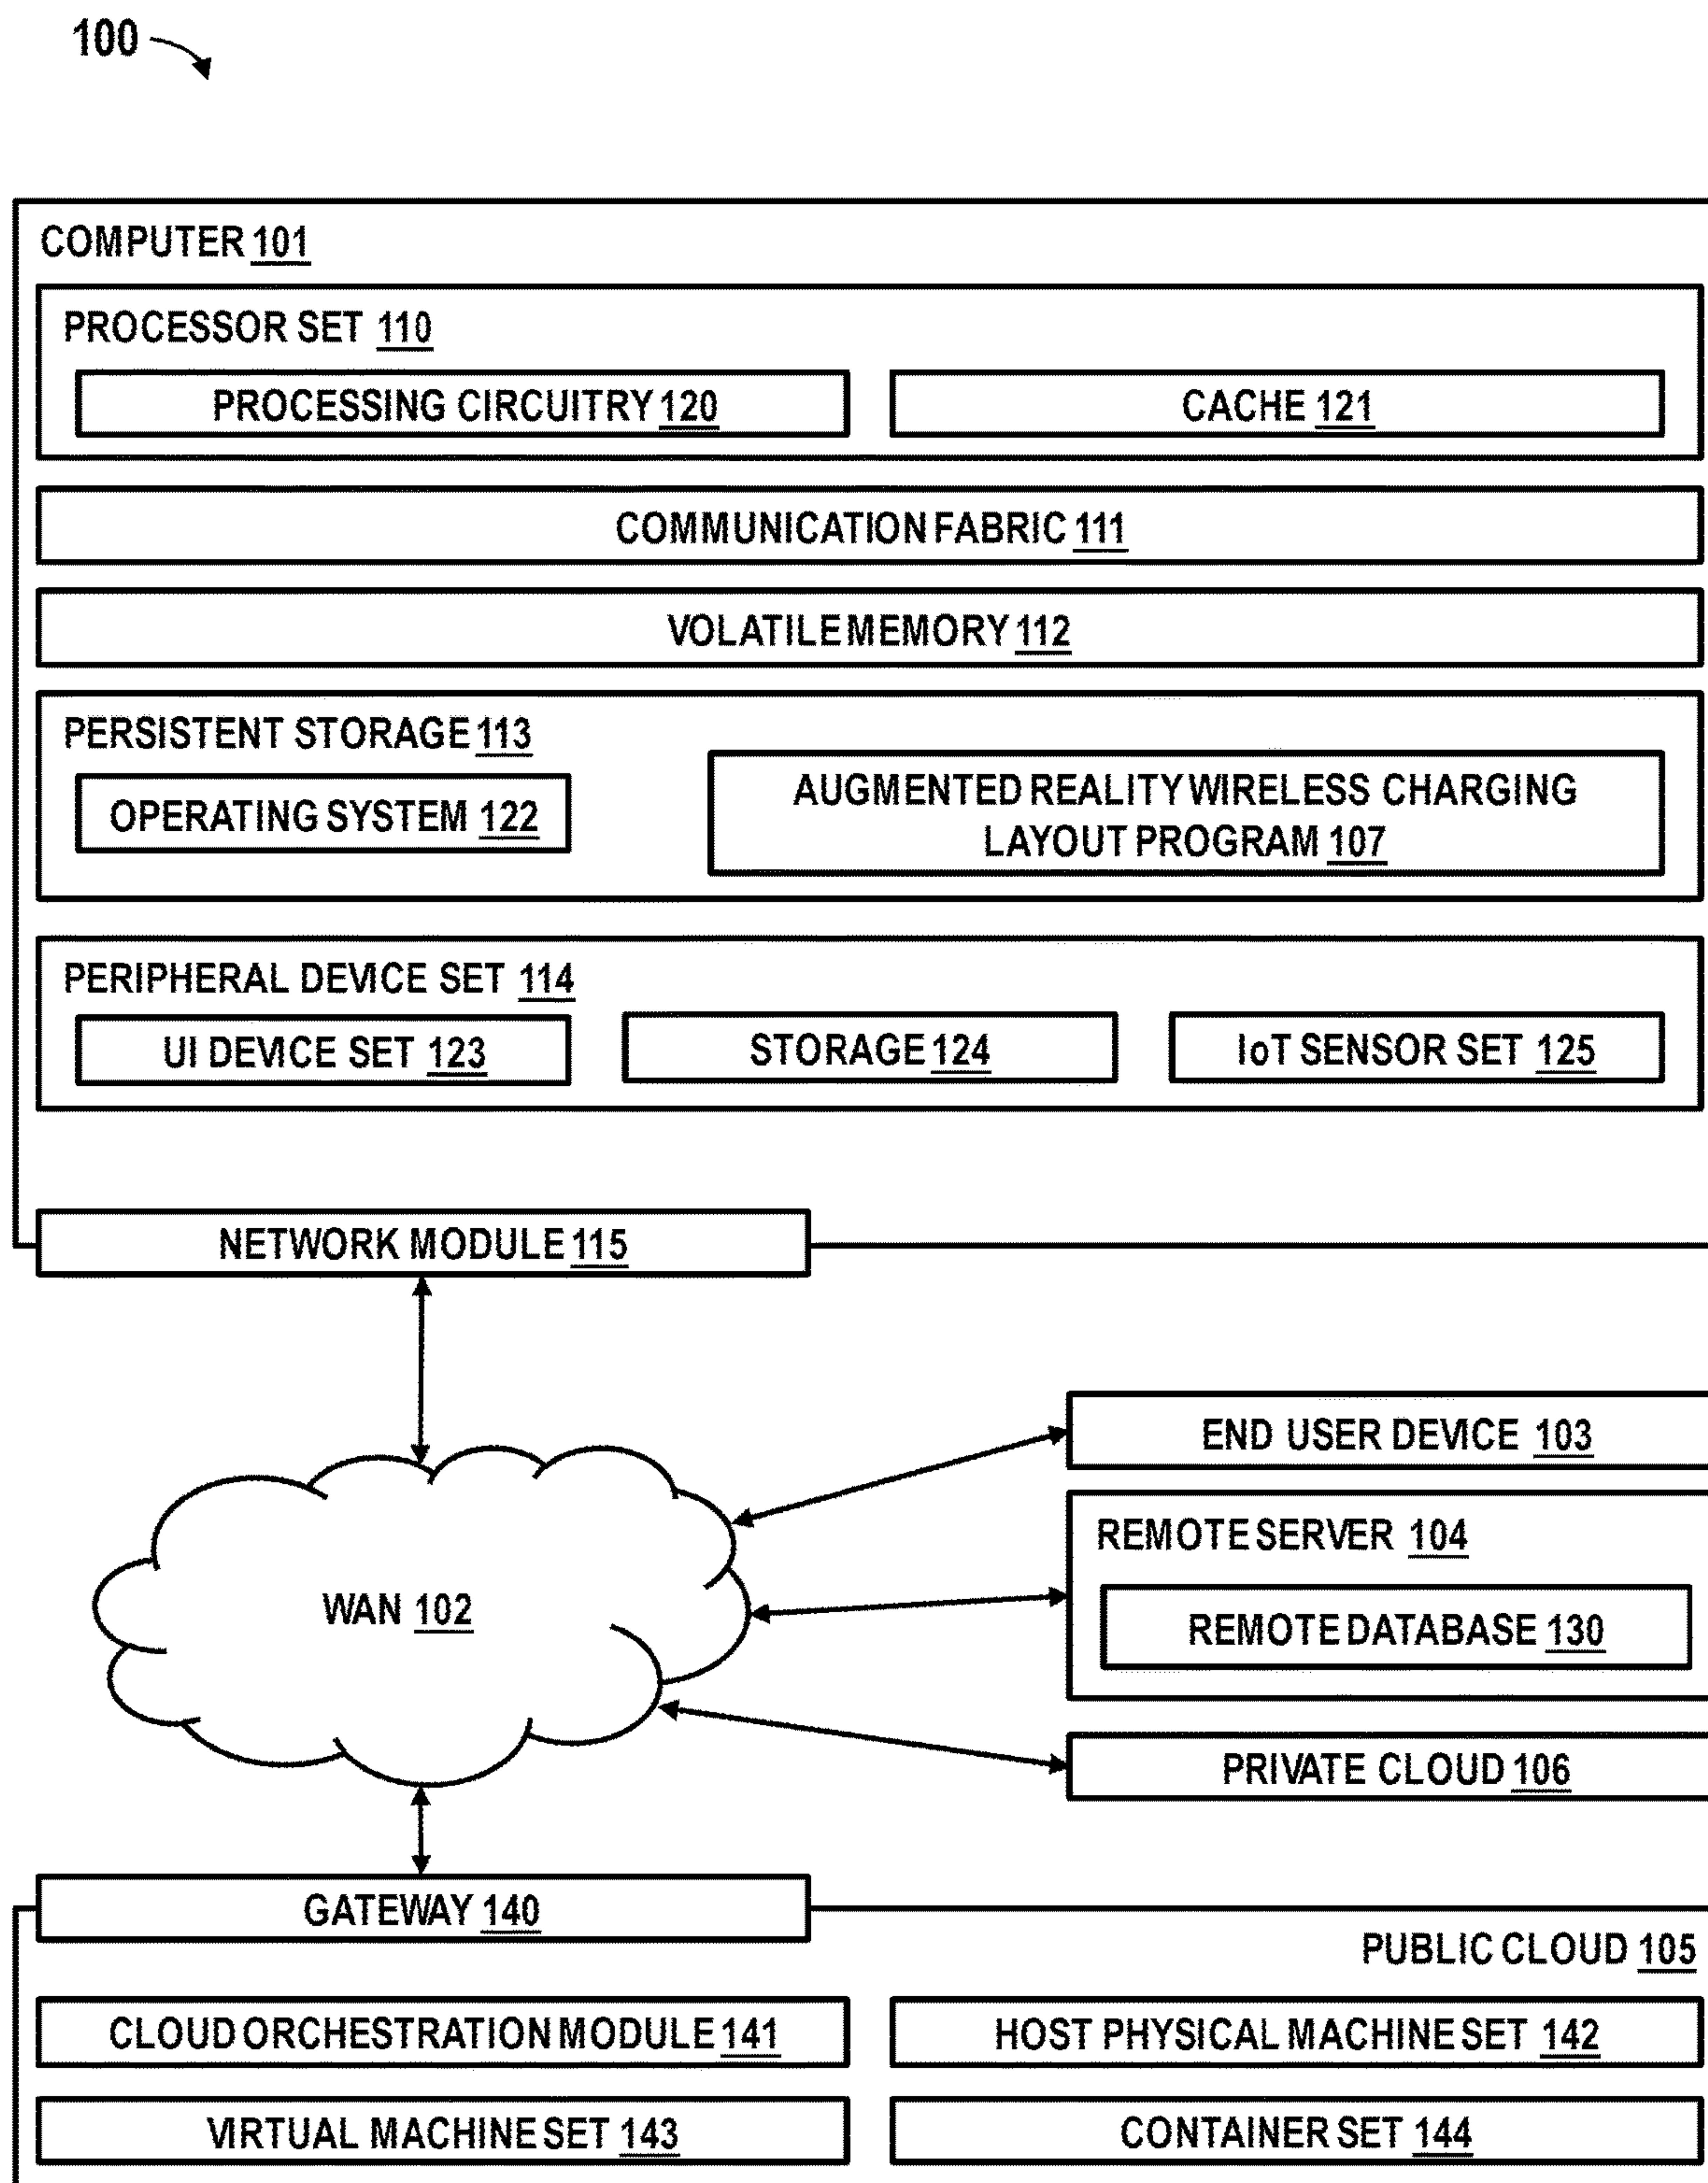 100
COMPUTER 101
PROCESSOR SET 110
PROCESSING CIRCUITRY 120
CACHE 121
COMMUNICATION FABRIC 111
VOLATILE MEMORY 112
PERSISTENT STORAGE 113
OPERATING SYSTEM 122
AUGMENTED REALITY WIRELESS CHARGING
LAYOUT PROGRAM 107
PERIPHERAL DEVICE SET 114
UI DEVICE SET 123
STORAGE 124
IoT SENSOR SET 125
NETWORK MODULE 115
WAN 102
END USER DEVICE 103
REMOTE SERVER 104
REMOTE DATABASE 130
PRIVATE CLOUD 106
GATEWAY 140
PUBLIC CLOUD 105
CLOUD ORCHESTRATION MODULE 141
HOST PHYSICAL MACHINE SET 142
VIRTUAL MACHINE SET 143
CONTAINER SET 144